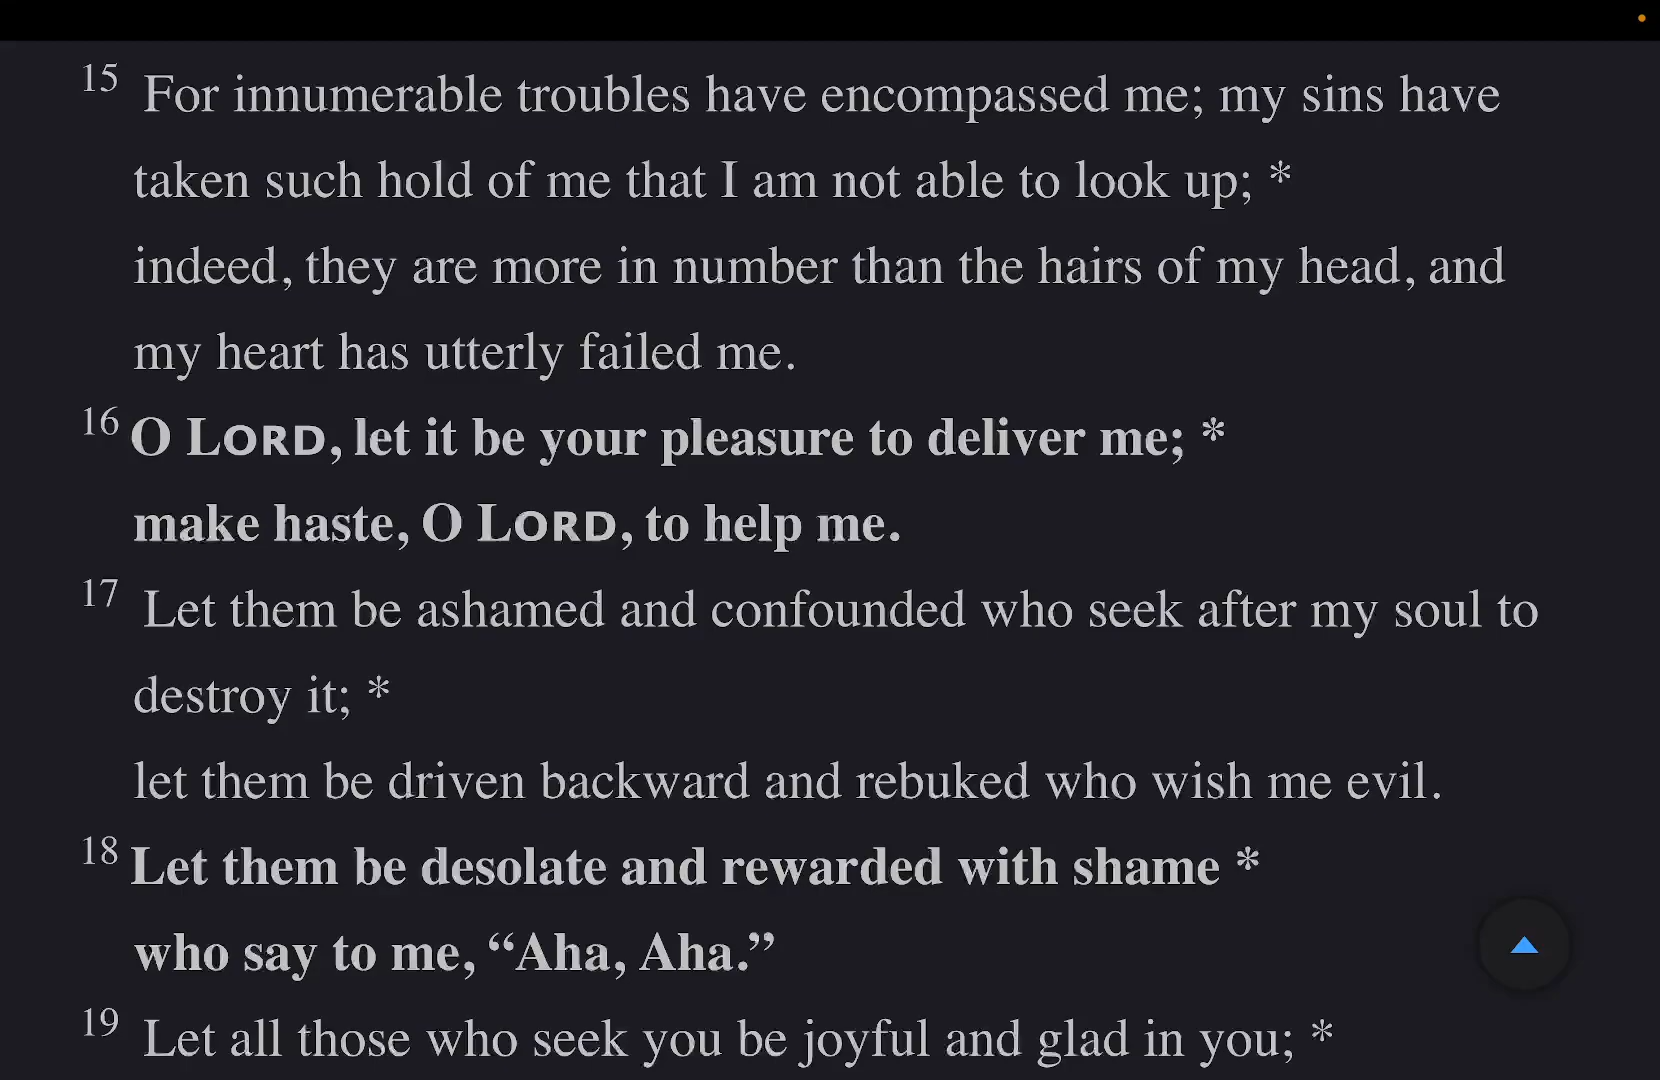 15 For innumerable troubles have encompassed me; my sins have
taken such hold of me that I am not able to look up; *
indeed, they are more in number than the hairs of my head, and
my heart has utterly failed me.
16 O LORD, let it be your pleasure to deliver me; *
make haste, O LORD, to help me.
17 Let them be ashamed and confounded who seek after my soul to
destroy it; *
let them be driven backward and rebuked who wish me evil.
18 Let them be desolate and rewarded with shame *
who say to me, “Aha, Aha.”
19 Let all those who seek you be joyful and glad in you; *